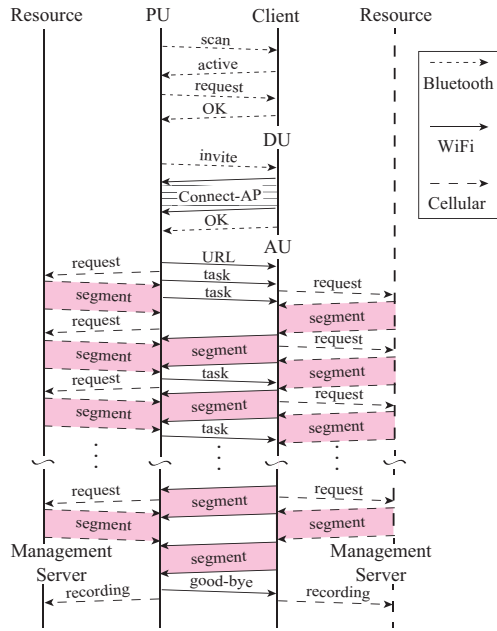 Resource PU Client Resource
scan
active
request
OK
DU
invite
Connect-AP
OK
AU
URL
request task
task request
segment
segment
request
segment segment request
task segment
request
segment segment request
task segment
request segment request
segment segment
Management Management
segment
Server Server
good-bye
recording recording
Bluetooth
WiFi
Cellular